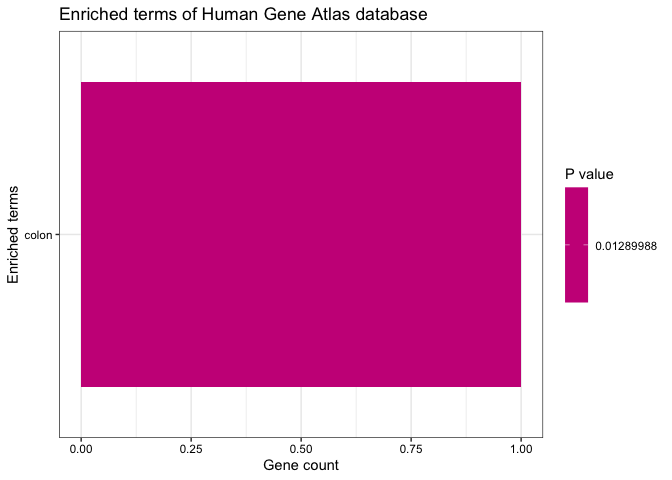 Enriched terms of Human Gene Atlas database
Enriched terms
colon
0.00 0.25 0.50 0.75 1.00
Gene count
P value
0.01289988